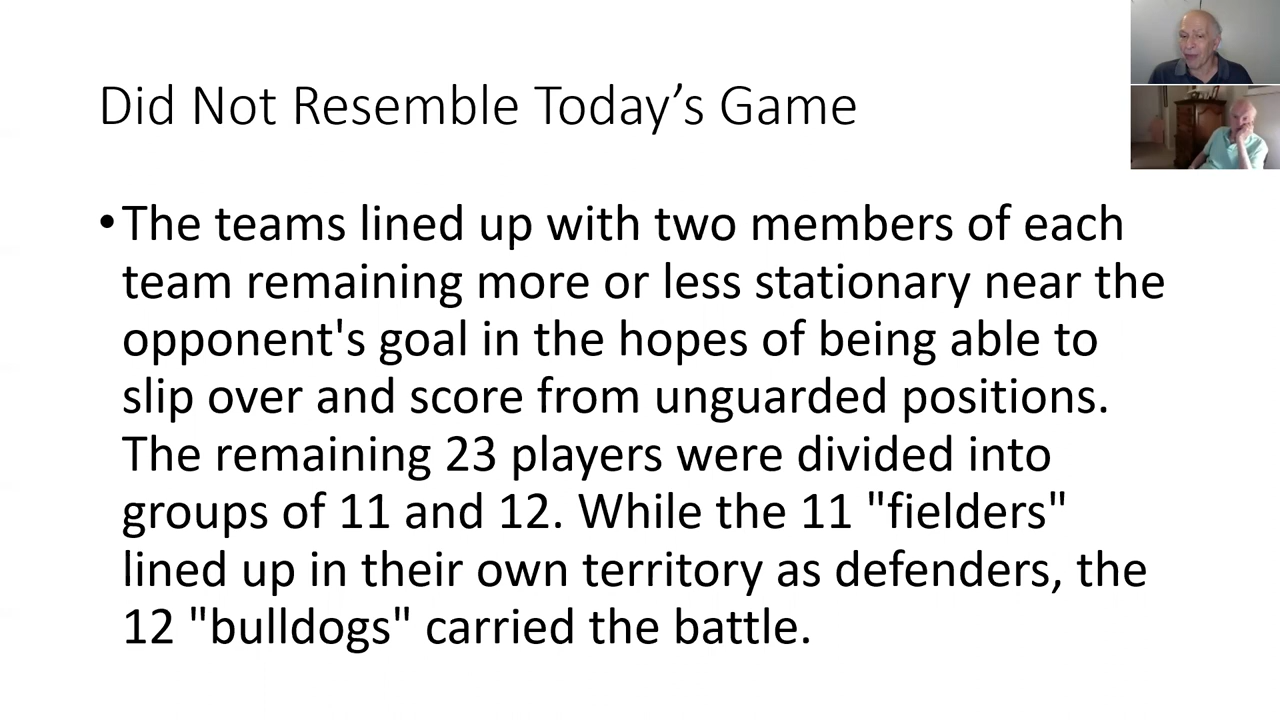 Did Not Resemble Today’s Game
•The teams lined up with two members of each
team remaining more or less stationary near the
opponent's goal in the hopes of being able to
slip over and score from unguarded positions.
The remaining 23 players were divided into
groups of 11 and 12. While the 11 "fielders"
lined up in their own territory as defenders, the
12 "bulldogs" carried the battle.